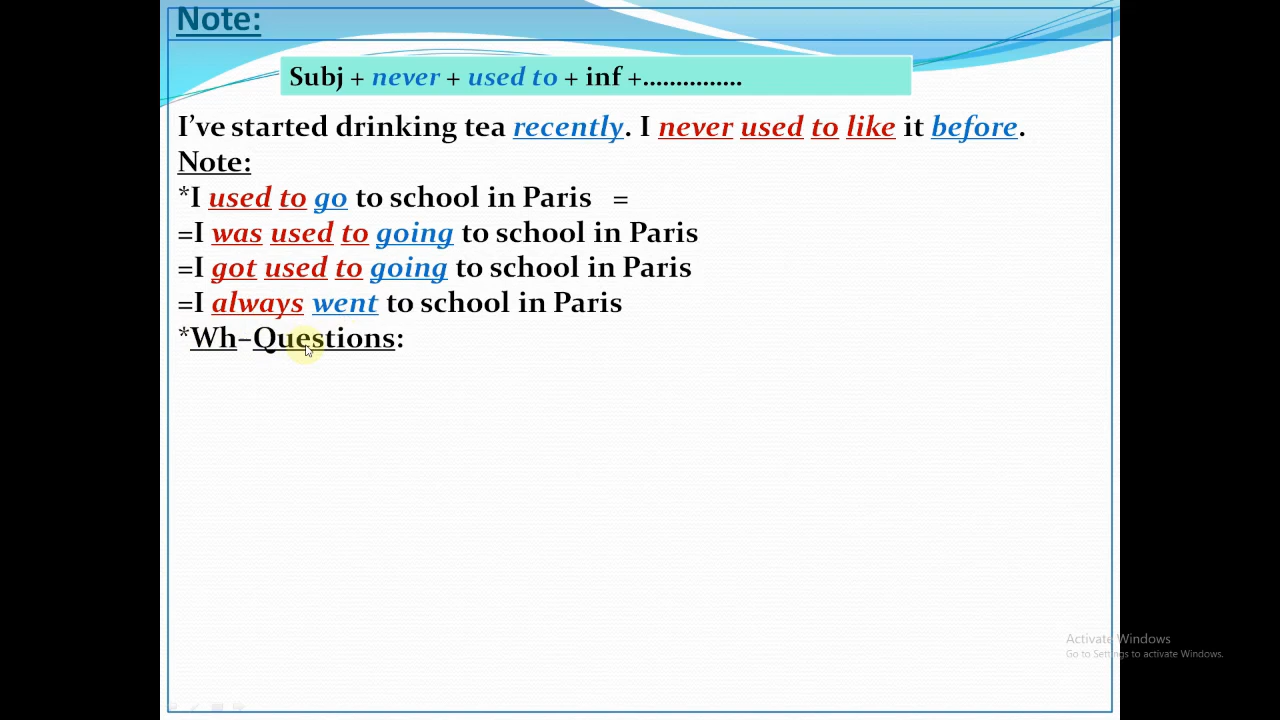 Note:
Subj + never + used to + inf +...............
I’ve started drinking tea recently. I never used to like it before.
Note:
*I used to go to school in Paris =
=I was used to going to school in Paris
=I got used to going to school in Paris
=I always went to school in Paris
*Wh–Questions:
Activate Windows
Go to Settings to activate Windows.